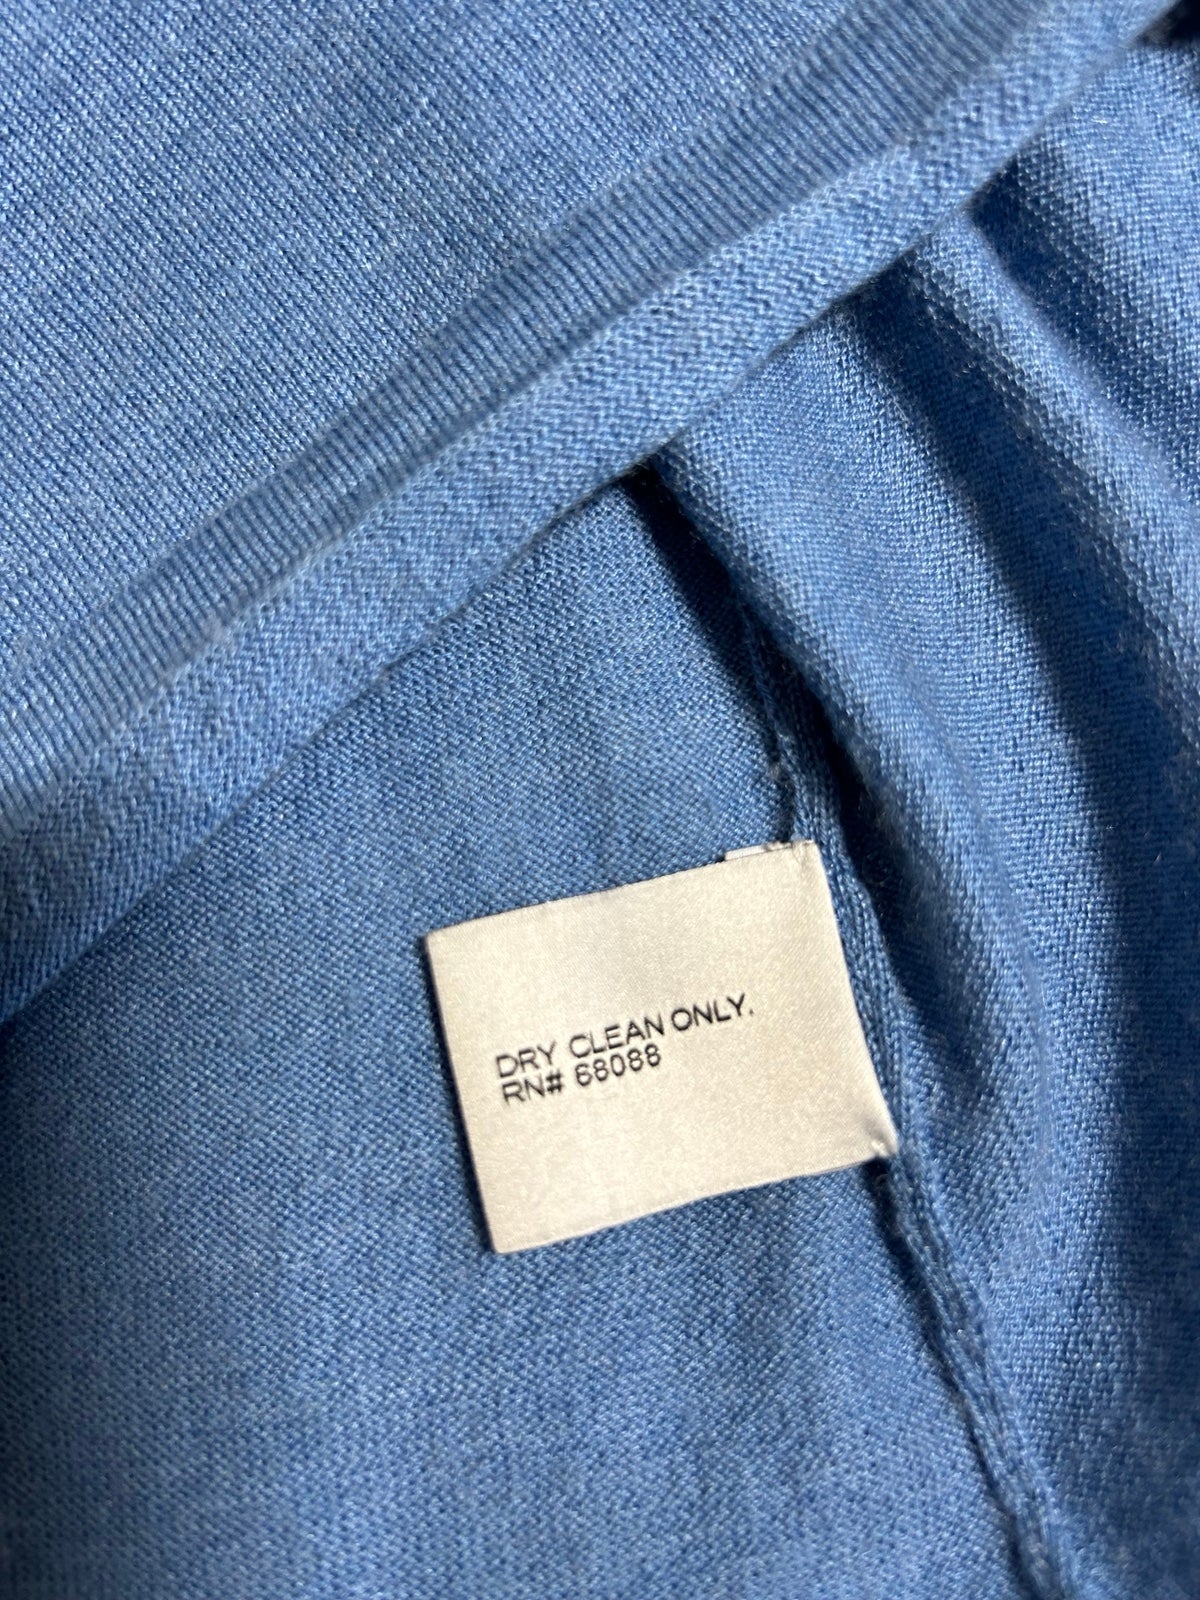 DRY CLEAN ONLY.
RN# 68088